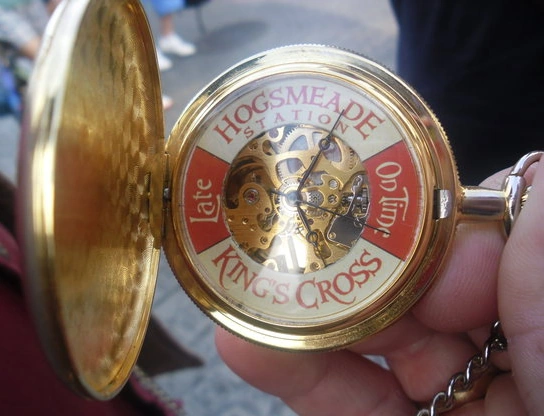 HOGSMEADE
STATION
Late
On Time
KING'S CROSS